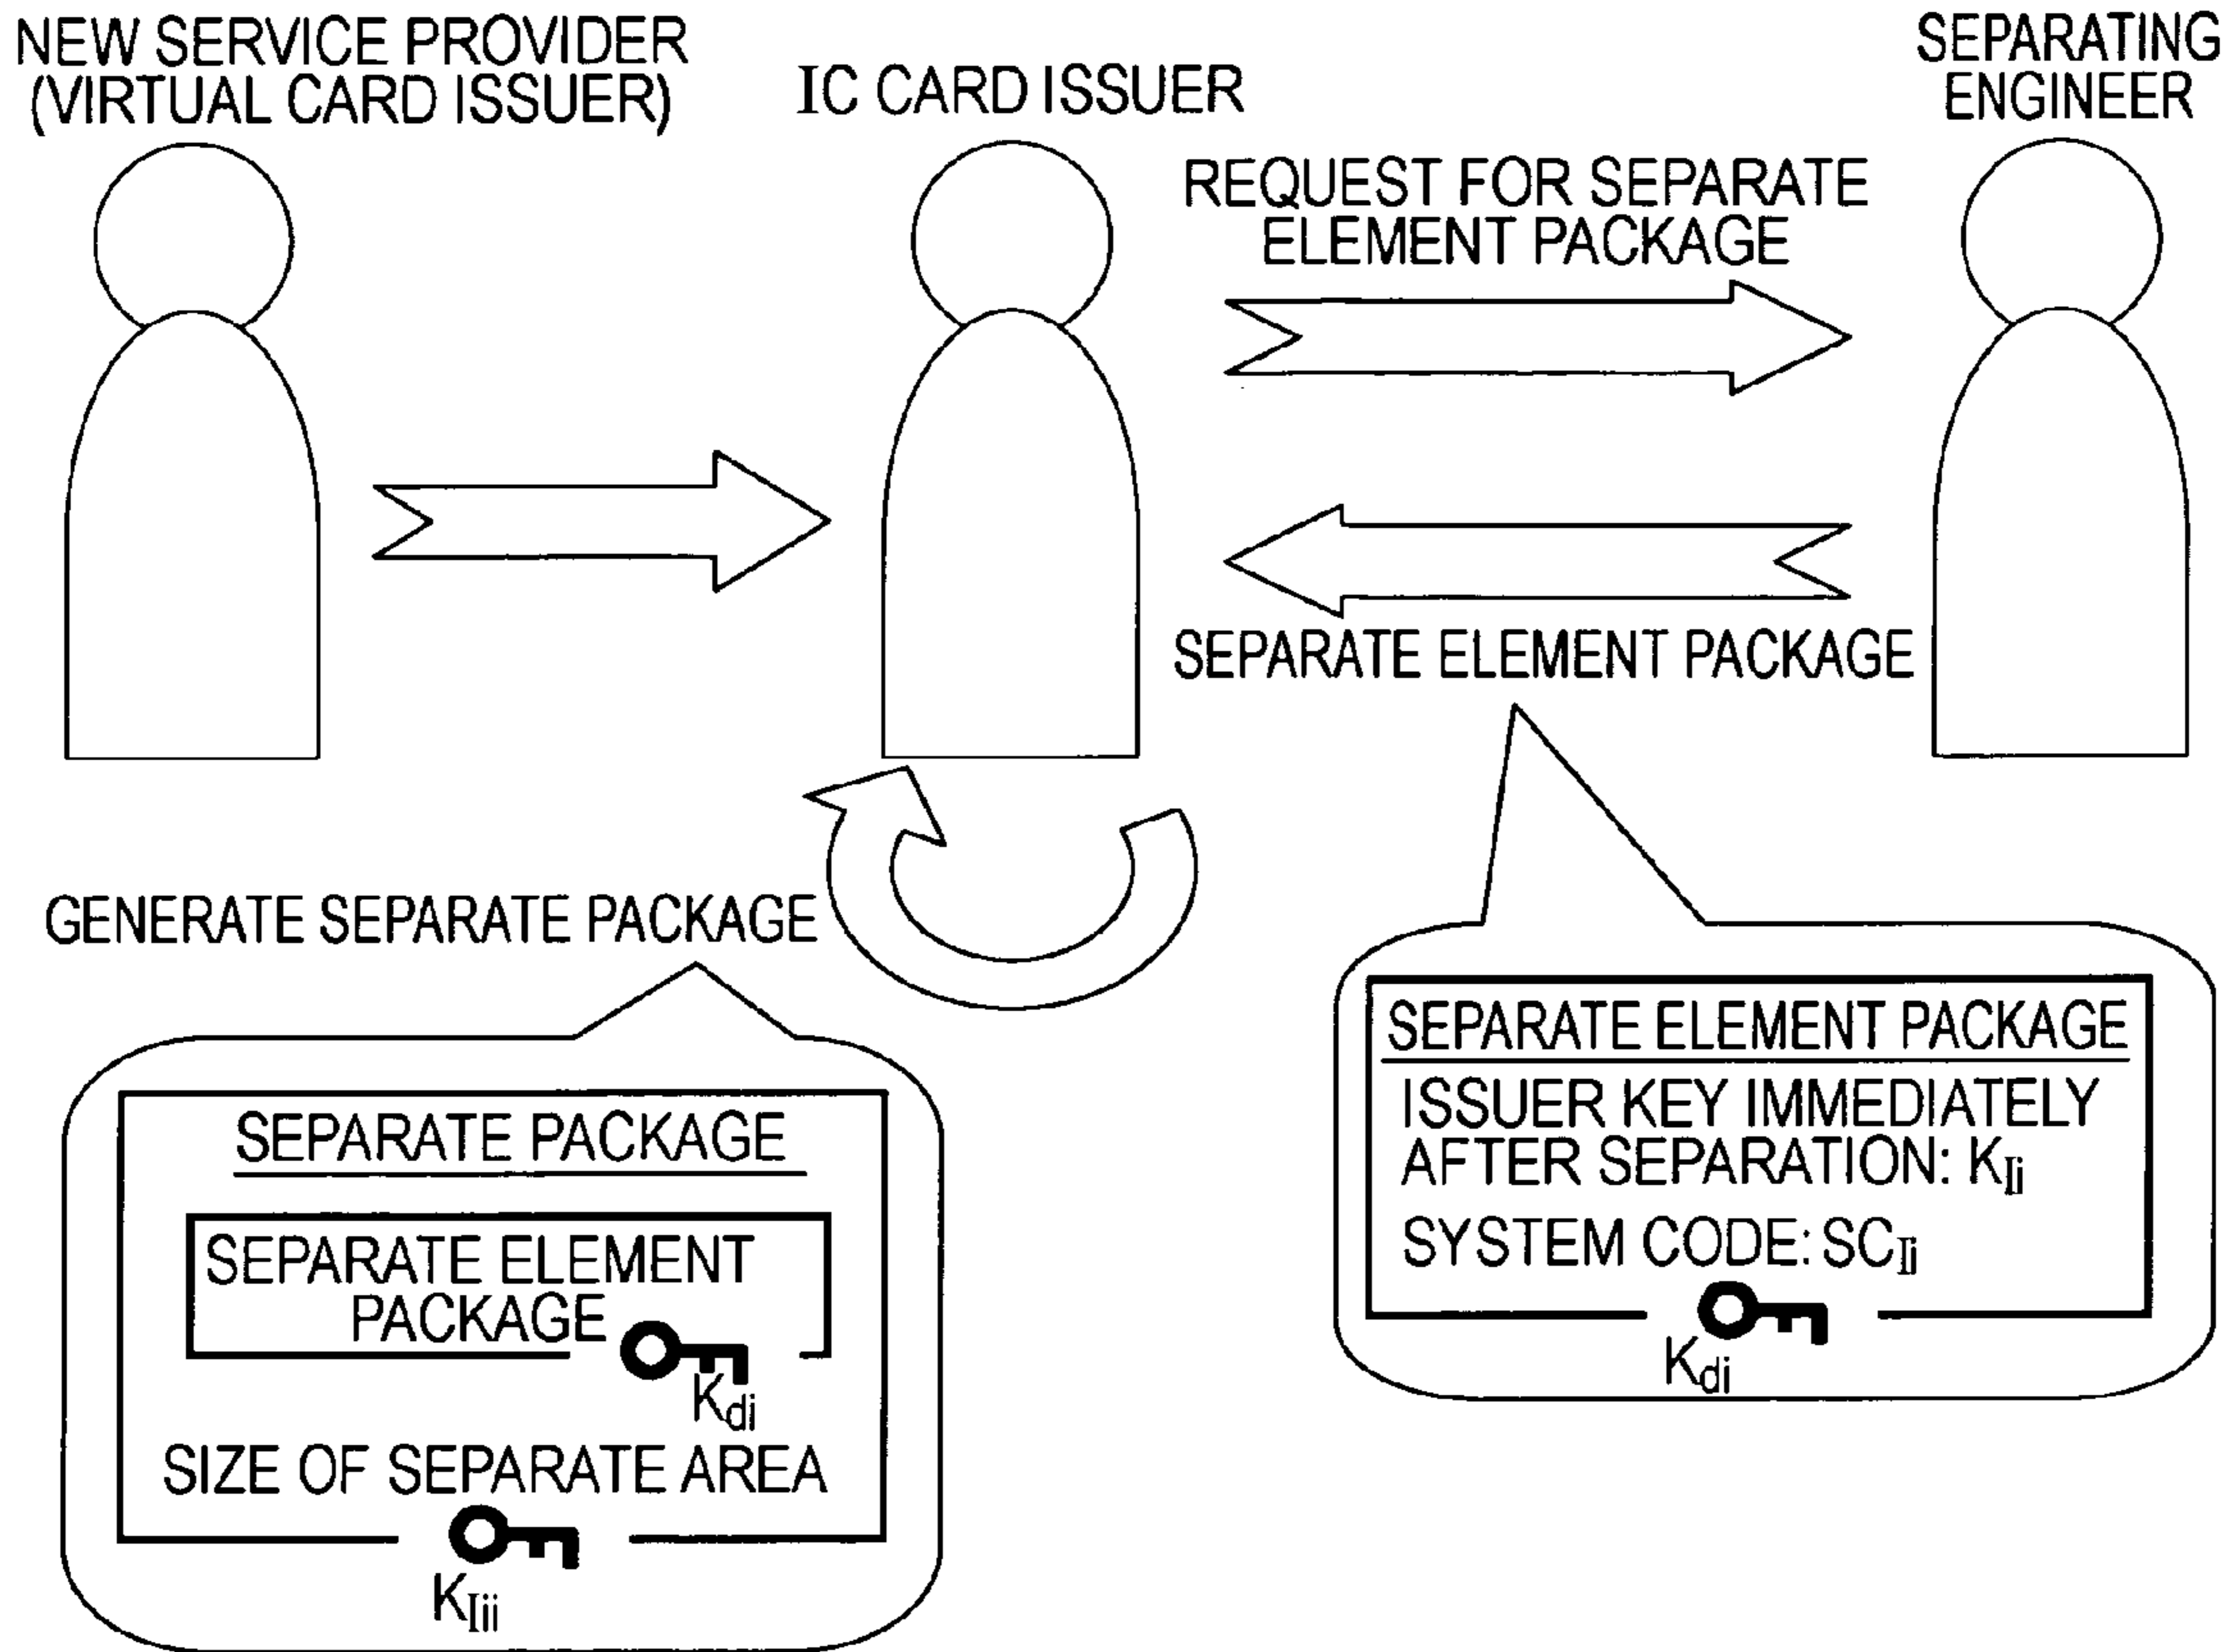 NEW SERVICE PROVIDER
(VIRTUAL CARD ISSUER)
IC CARD ISSUER
SEPARATING
ENGINEER
REQUEST FOR SEPARATE
ELEMENT PACKAGE
SEPARATE ELEMENT PACKAGE
GENERATE SEPARATE PACKAGE
SEPARATE PACKAGE
SEPARATE ELEMENT
PACKAGE
Kdi
SIZE OF SEPARATE AREA
KIii
SEPARATE ELEMENT PACKAGE
ISSUER KEY IMMEDIATELY
AFTER SEPARATION: KIi
SYSTEM CODE: SCIi
Kdi